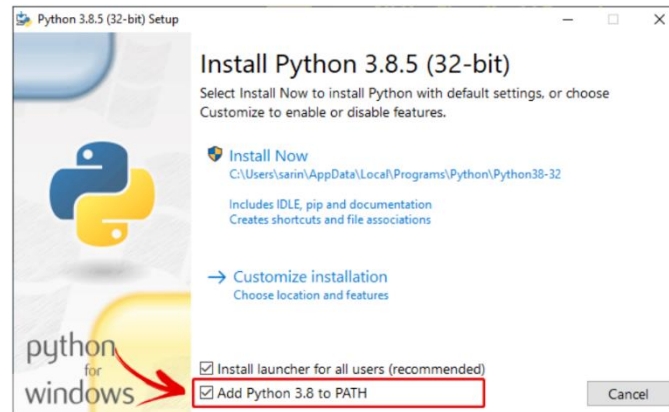 Python 3.8.5 (32-bit) Setup
Install Python 3.8.5 (32-bit)
Select Install Now to install Python with default settings, or choose
Customize to enable or disable features.
Install Now
C:\Users\sarin\AppData\Local\Programs\Python\Python38-32
Includes IDLE, pip and documentation
Creates shortcuts and file associations
Customize installation
Choose location and features
python
for
windows
Install launcher for all users (recommended)
Add Python 3.8 to PATH
Cancel